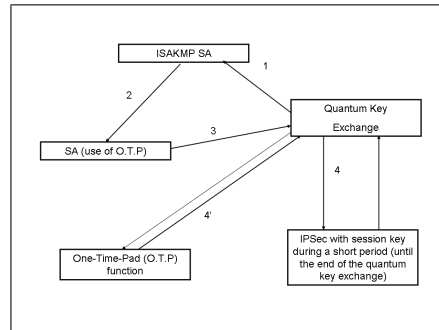 ISAKMP SA
1
2
Quantum Key
Exchange
3
SA (use of O.T.P)
4
4'
One-Time-Pad (O.T.P)
function
IPSec with session key
during a short period (until
the end of the quantum
key exchange)